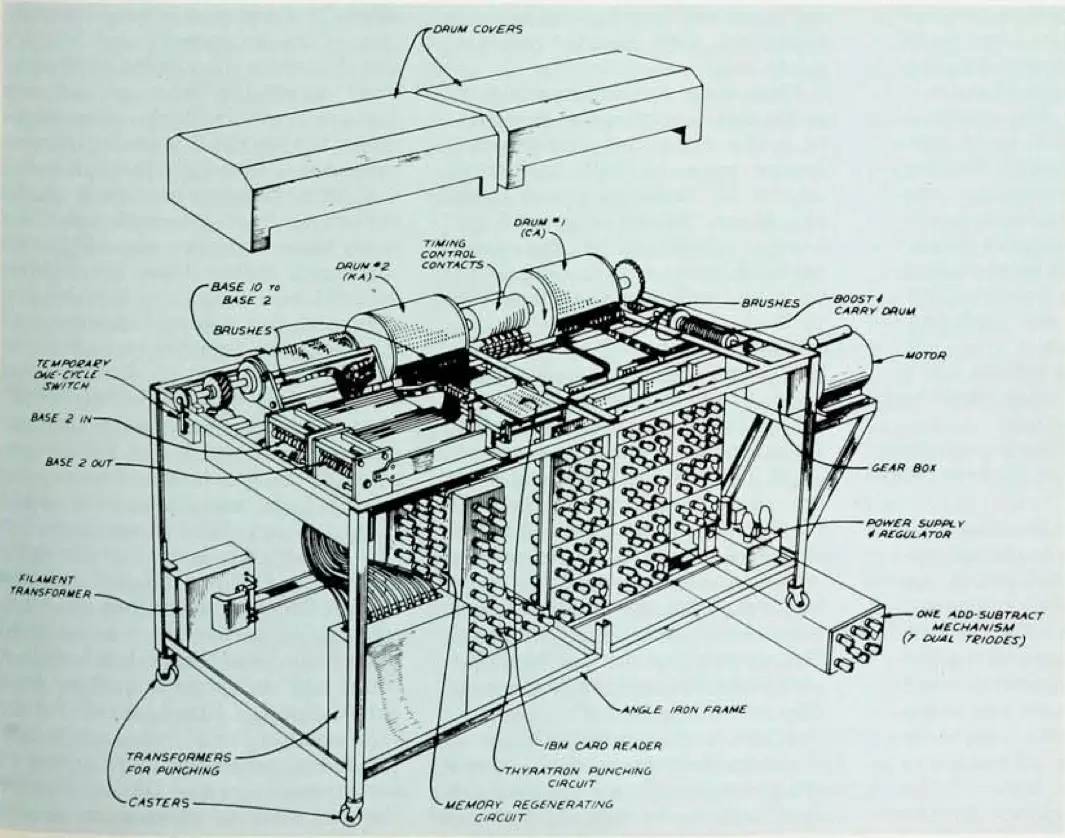 DRUM COVERS
DRUM #1
(CA)
TIMING
CONTROL
CONTACTS
DRUM #2
(KA)
BASE 10 TO
BASE 2
BRUSHES
BRUSHES
BOOST &
CARRY DRUM
MOTOR
TEMPORARY
ONE-CYCLE
SWITCH
BASE 2 IN
BASE 2 OUT
GEAR BOX
POWER SUPPLY
& REGULATOR
FILAMENT
TRANSFORMER
ONE ADD-SUBTRACT
MECHANISM
(7 DUAL TRIODES)
ANGLE IRON FRAME
IBM CARD READER
TRANSFORMERS
FOR PUNCHING
THYRATRON PUNCHING
CIRCUIT
CASTERS
MEMORY REGENERATING
CIRCUIT